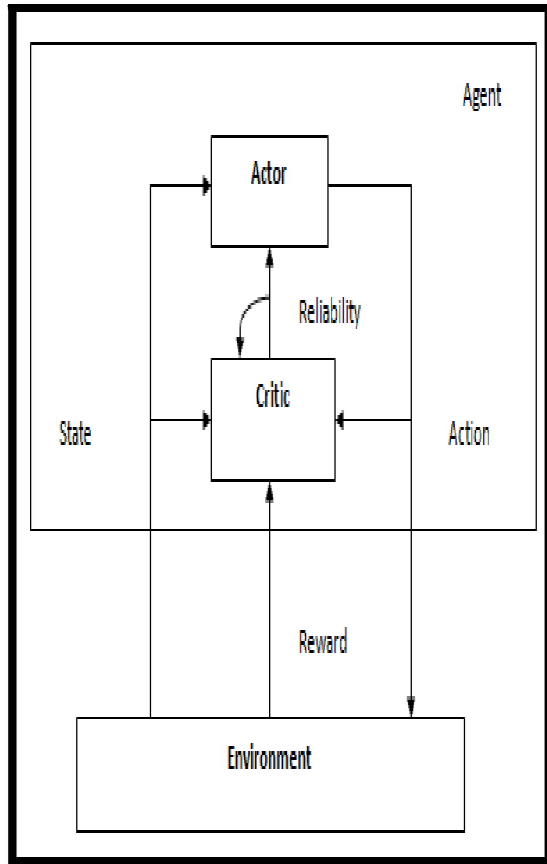 Agent
Actor
Reliability
Critic
State
Action
Reward
Environment